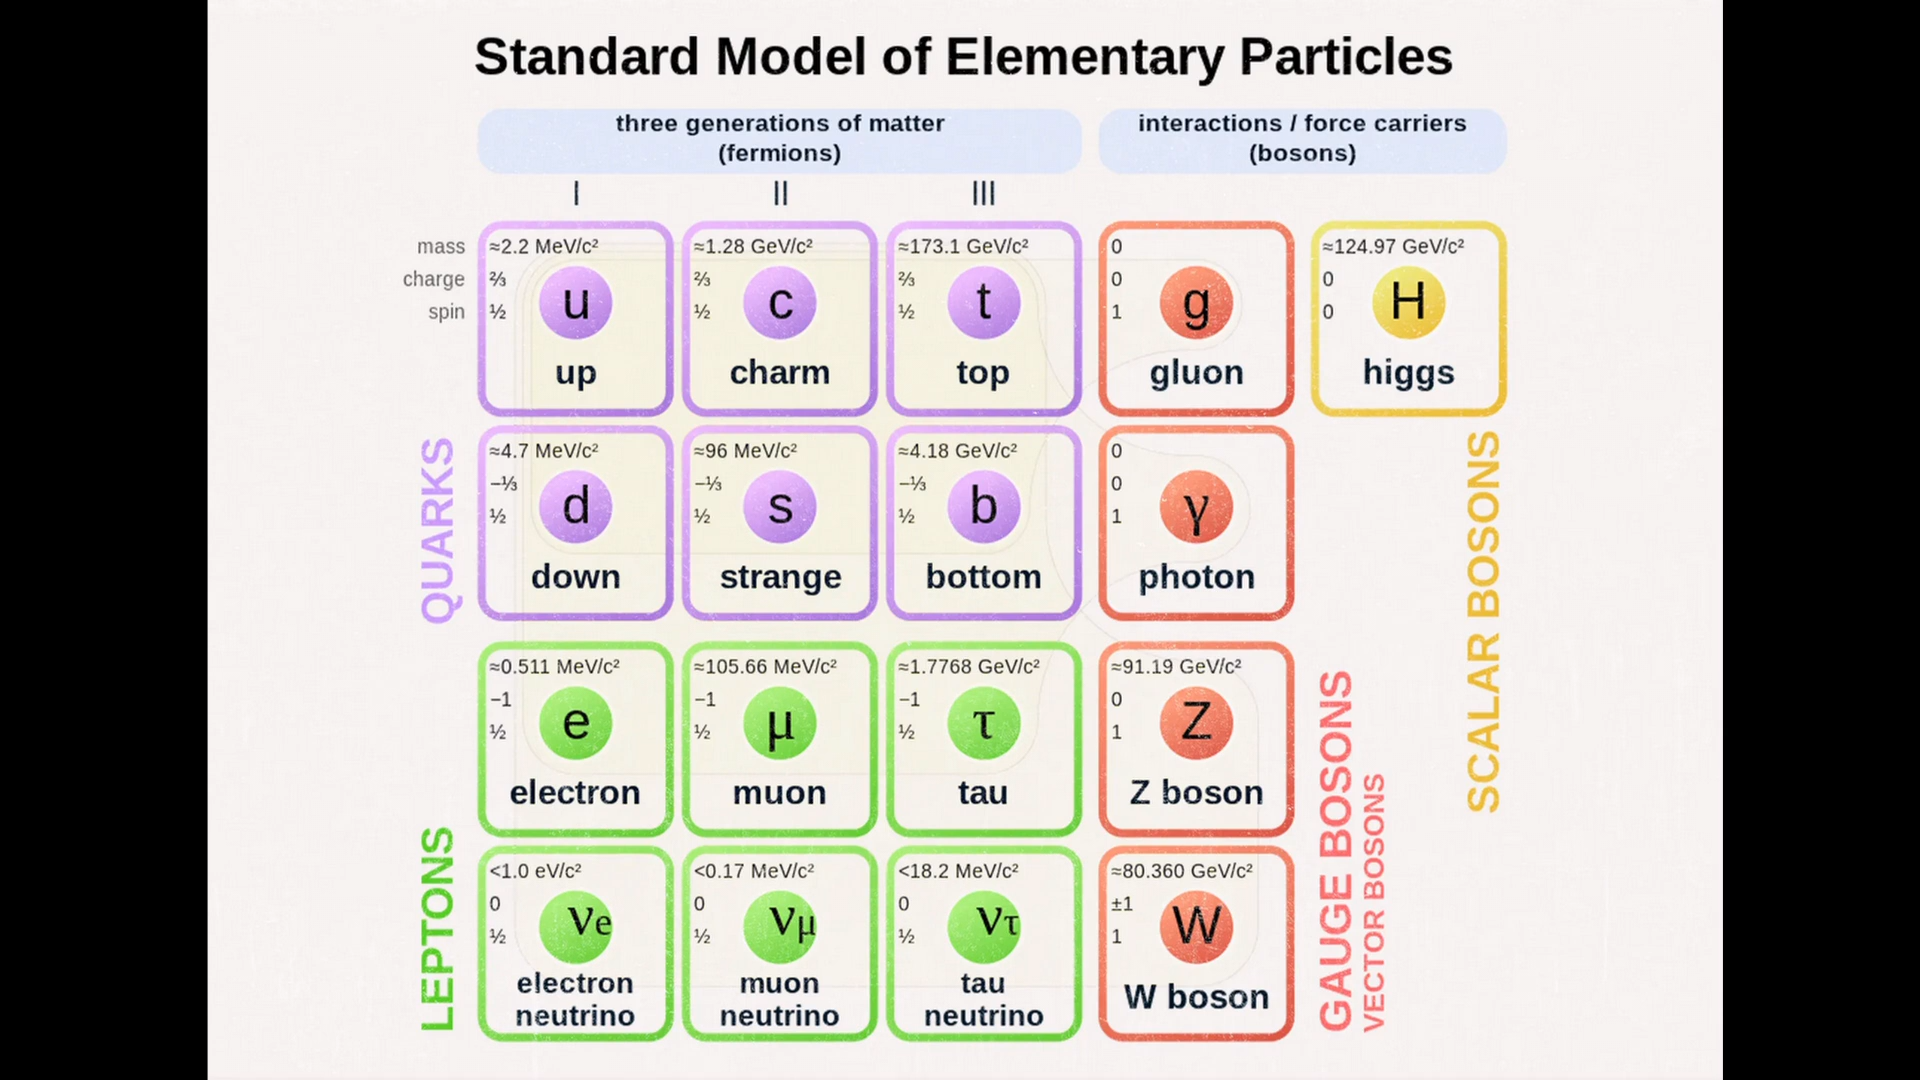 Standard Model of Elementary Particles
three generations of matter
(fermions)
interactions / force carriers
(bosons)
I
II
III
mass
charge
spin
≈2.2 MeV/c²
⅔
½
u
up
≈1.28 GeV/c²
⅔
½
c
charm
≈173.1 GeV/c²
⅔
½
t
top
0
0
1
g
gluon
≈124.97 GeV/c²
0
0
H
higgs
QUARKS
≈4.7 MeV/c²
−⅓
½
d
down
≈96 MeV/c²
−⅓
½
s
strange
≈4.18 GeV/c²
−⅓
½
b
bottom
0
0
1
γ
photon
SCALAR BOSONS
≈0.511 MeV/c²
−1
½
e
electron
≈105.66 MeV/c²
−1
½
μ
muon
≈1.7768 GeV/c²
−1
½
τ
tau
≈91.19 GeV/c²
0
1
Z
Z boson
LEPTONS
<1.0 eV/c²
0
½
νe
electron
neutrino
<0.17 MeV/c²
0
½
νμ
muon
neutrino
<18.2 MeV/c²
0
½
ντ
tau
neutrino
≈80.360 GeV/c²
±1
1
W
W boson
GAUGE BOSONS
VECTOR BOSONS